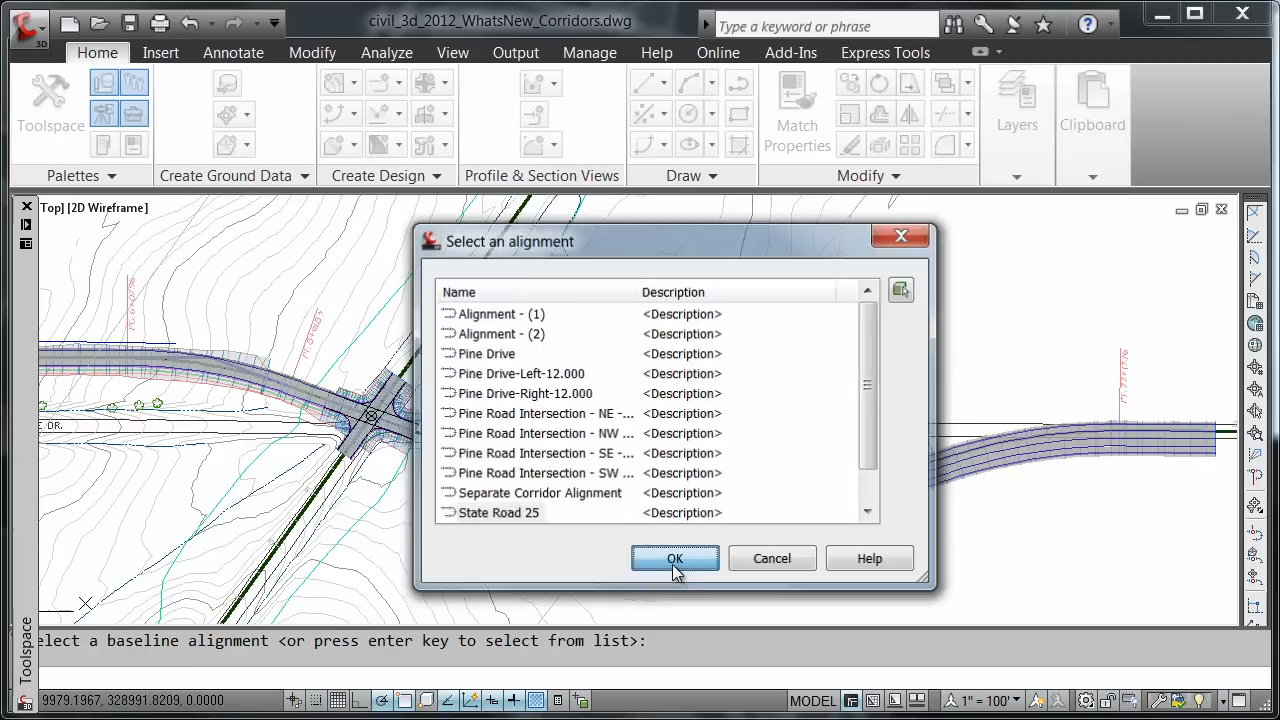 civil_3d_2012_WhatsNew_Corridors.dwg
Type a keyword or phrase
3D
Home Insert Annotate Modify Analyze View Output Manage Help Online Add-Ins Express Tools
Toolspace
Match
Properties
Layers
Clipboard
Palettes Create Ground Data Create Design Profile & Section Views Draw Modify
Top] [2D Wireframe]
Select an alignment
Name Description
Alignment - (1) <Description>
Alignment - (2) <Description>
Pine Drive <Description>
Pine Drive-Left-12.000 <Description>
Pine Drive-Right-12.000 <Description>
Pine Road Intersection - NE -... <Description>
Pine Road Intersection - NW ... <Description>
Pine Road Intersection - SE -... <Description>
Pine Road Intersection - SW ... <Description>
Separate Corridor Alignment <Description>
State Road 25 <Description>
OK Cancel Help
E DR.
elect a baseline alignment <or press enter key to select from list>:
Toolspace
9979.1967, 328991.8209, 0.0000
MODEL
1" = 100'